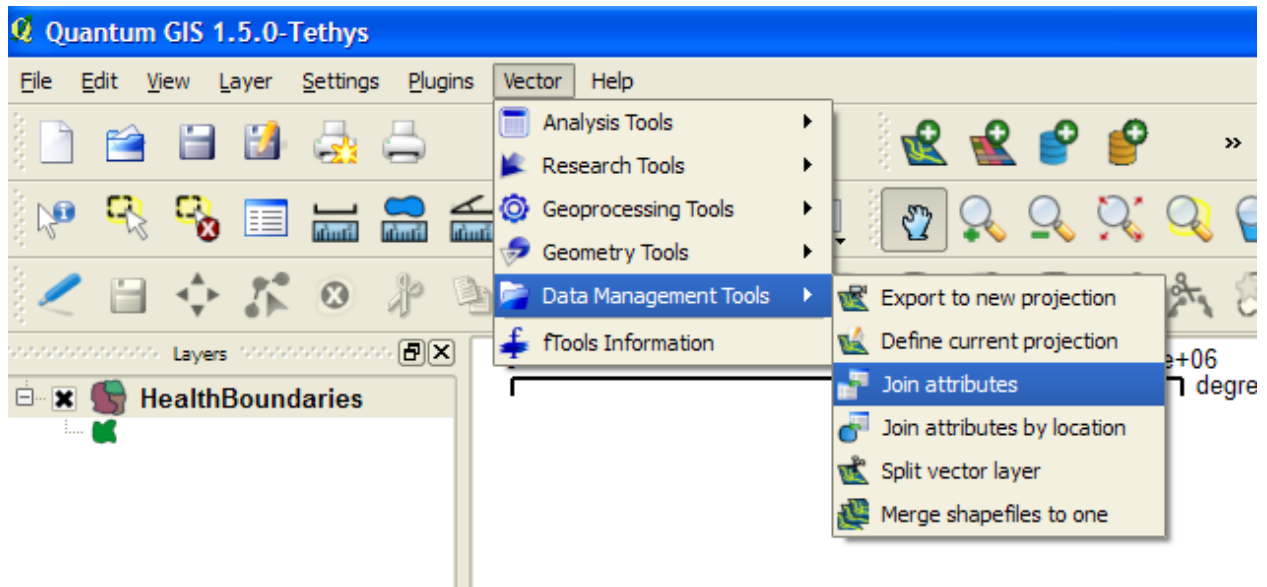 Quantum GIS 1.5.0-Tethys
File Edit View Layer Settings Plugins Vector Help
Analysis Tools
Research Tools
Geoprocessing Tools
Geometry Tools
Data Management Tools
fTools Information
Export to new projection
Define current projection
Join attributes
Join attributes by location
Split vector layer
Merge shapefiles to one
Layers
HealthBoundaries
e+06
degre